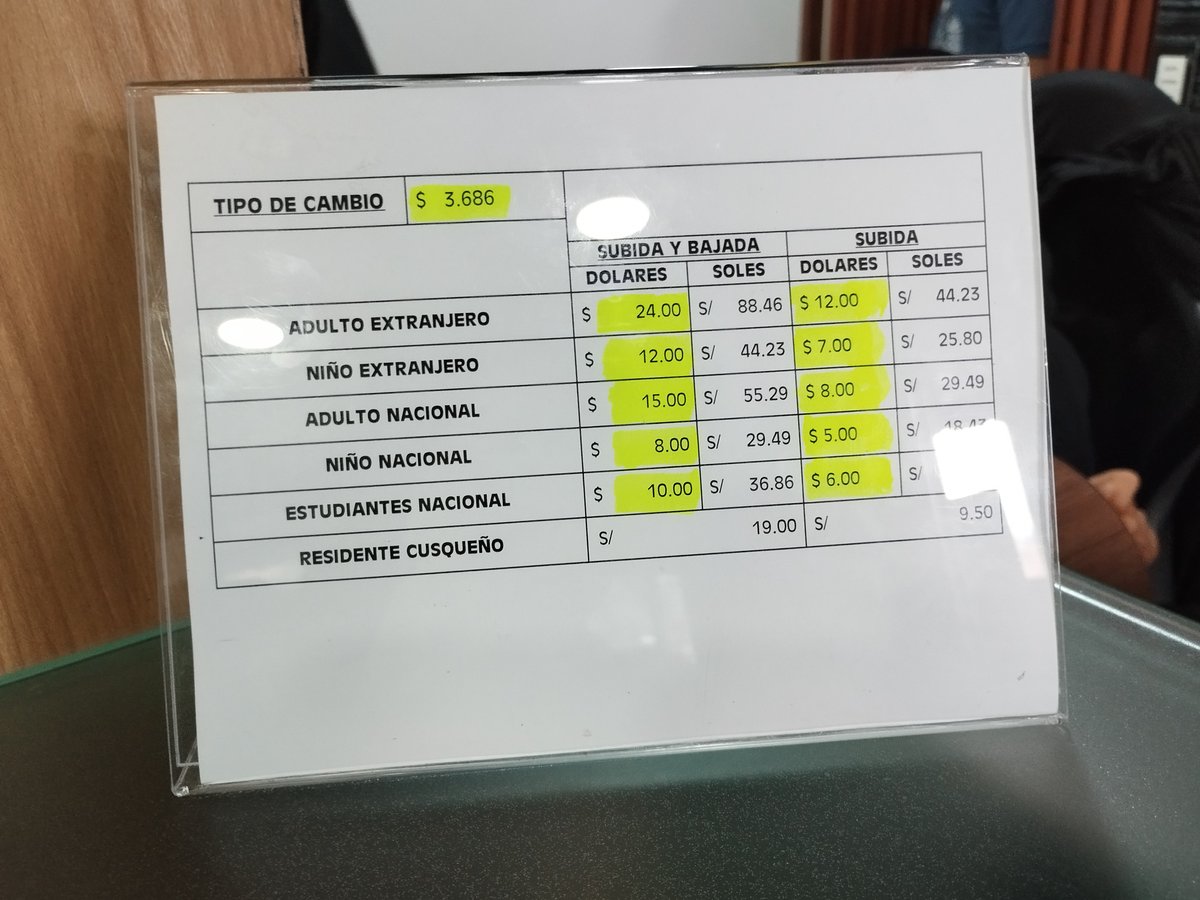 TIPO DE CAMBIO $ 3.686
SUBIDA Y BAJADA SUBIDA
DOLARES SOLES DOLARES SOLES
ADULTO EXTRANJERO $ 24.00 S/ 88.46 $ 12.00 S/ 44.23
NIÑO EXTRANJERO $ 12.00 S/ 44.23 $ 7.00 S/ 25.80
ADULTO NACIONAL $ 15.00 S/ 55.29 $ 8.00 S/ 29.49
NIÑO NACIONAL $ 8.00 S/ 29.49 $ 5.00 S/
ESTUDIANTES NACIONAL $ 10.00 S/ 36.86 $ 6.00 S/
RESIDENTE CUSQUEÑO S/ 19.00 S/ 9.50